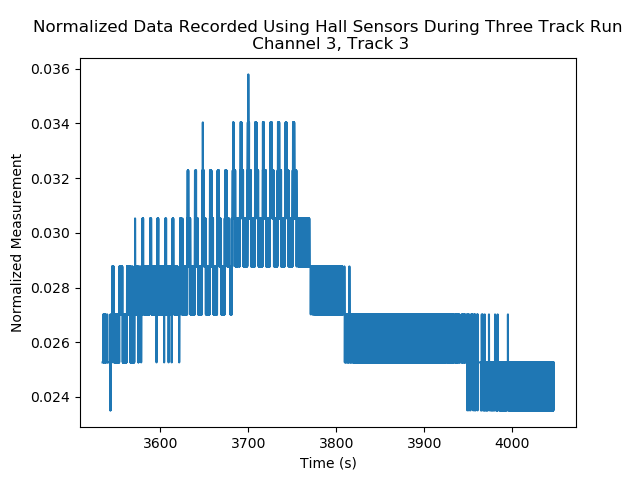 Normalized Data Recorded Using Hall Sensors During Three Track Run
Channel 3, Track 3
0.036
0.034
0.032
0.030
0.028
0.026
0.024
Normalized Measurement
3600 3700 3800 3900 4000
Time (s)